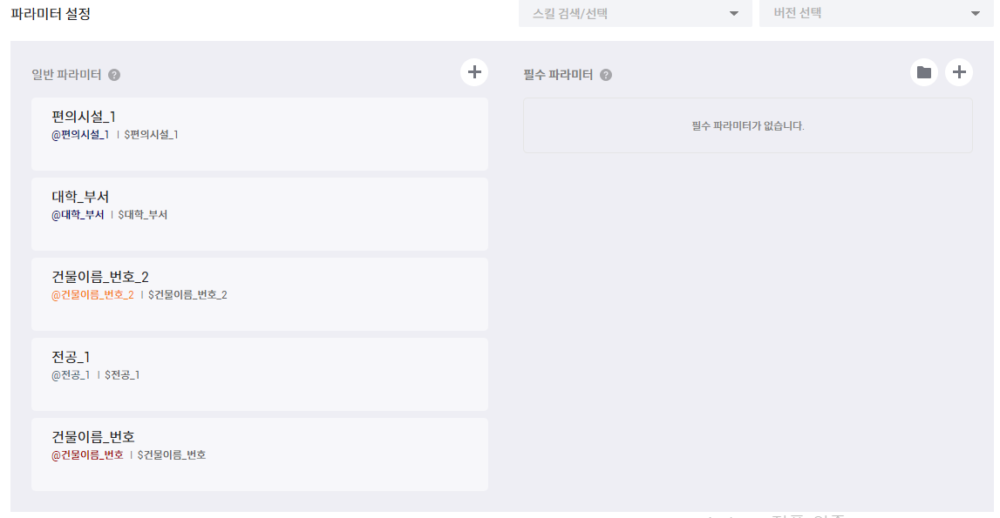 파라미터 설정
스킬 검색/선택
버전 선택
일반 파라미터 ?
편의시설_1
@편의시설_1 | $편의시설_1
대학_부서
@대학_부서 | $대학_부서
건물이름_번호_2
@건물이름_번호_2 | $건물이름_번호_2
전공_1
@전공_1 | $전공_1
건물이름_번호
@건물이름_번호 | $건물이름_번호
필수 파라미터 ?
필수 파라미터가 없습니다.